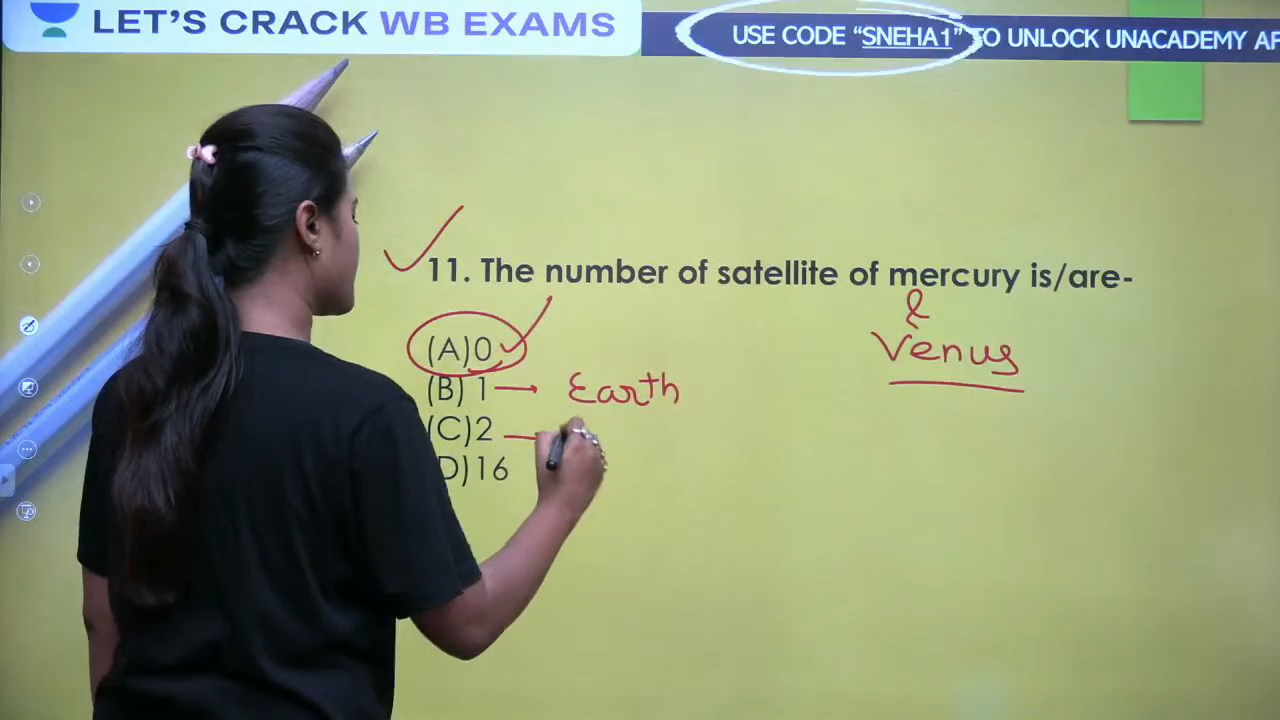 LET'S CRACK WB EXAMS
USE CODE "SNEHA1" TO UNLOCK UNACADEMY
11. The number of satellite of mercury is/are-
&
Venus
(A)0
(B) 1 → Earth
(C)2
D)16